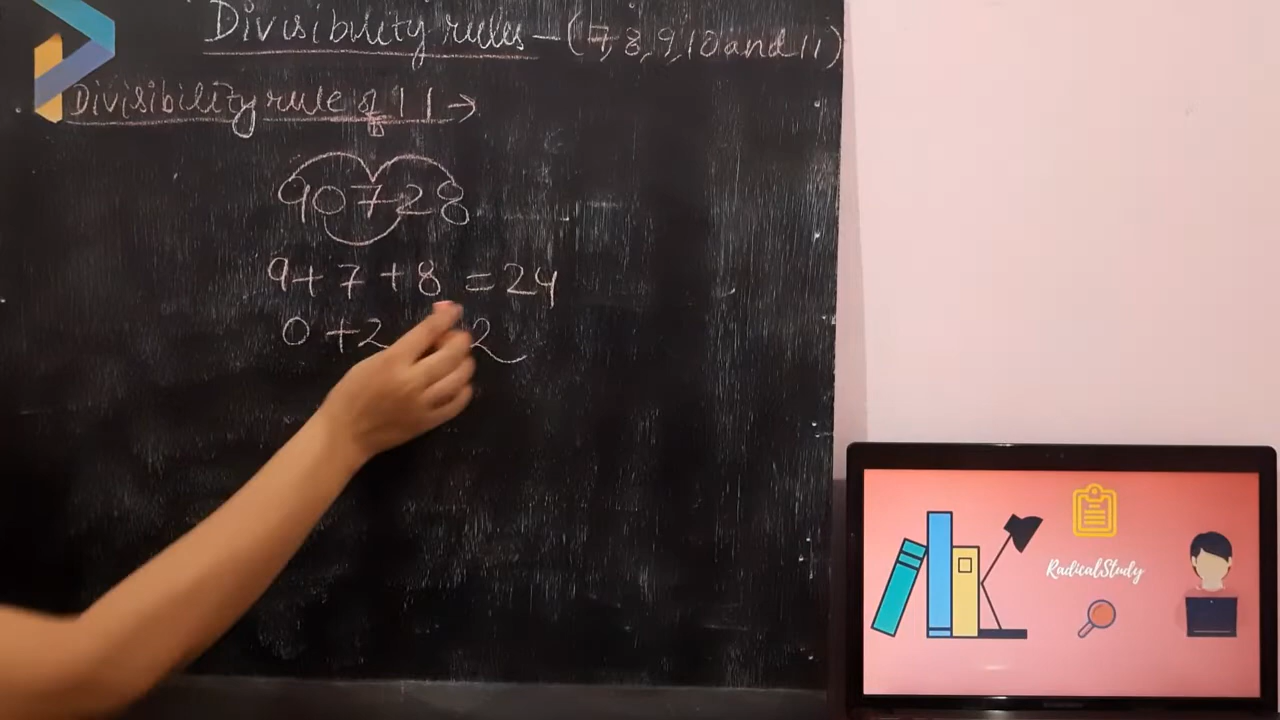 Divisibility rules - (7,8,9,10 and 11)
Divisibility rule of 11 →
90728
9+7+8=24
0+2 2
RadicalStudy